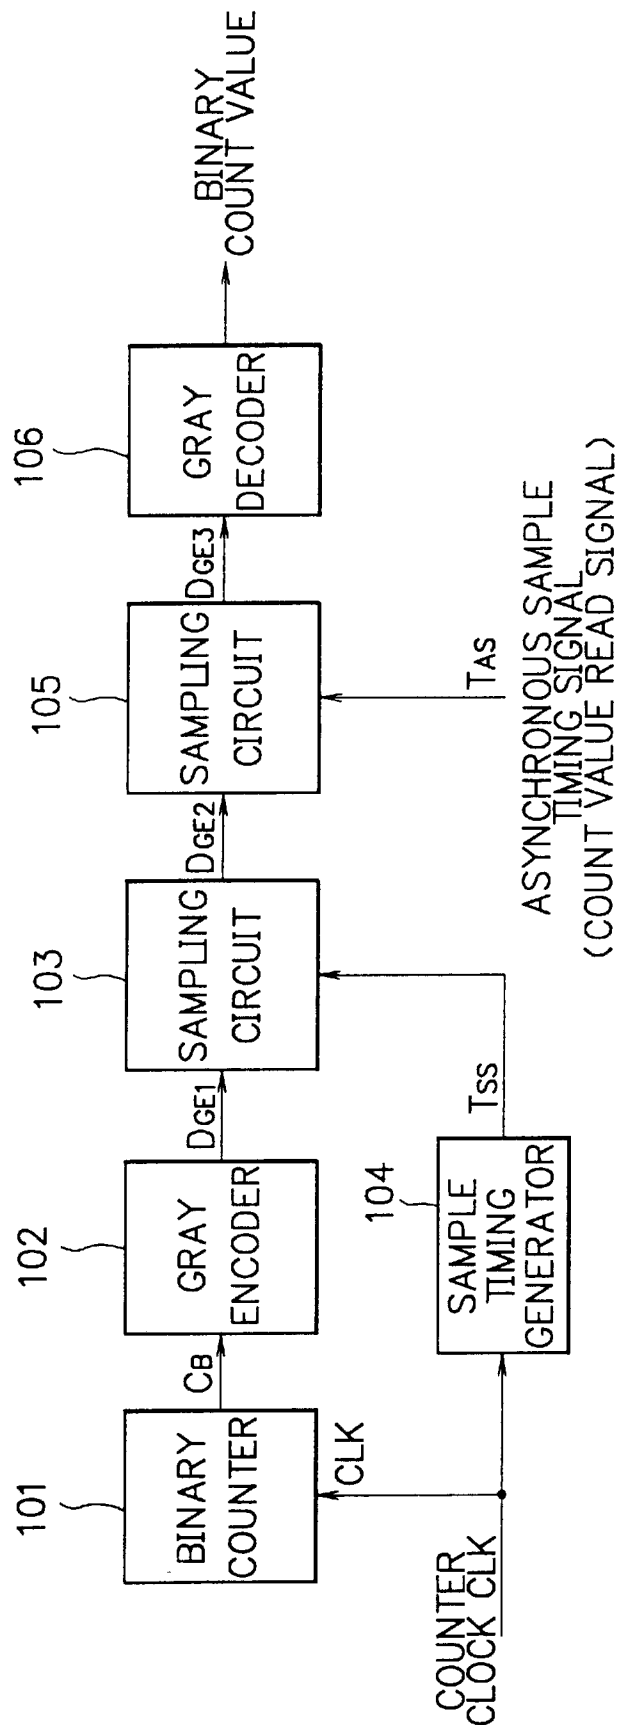 101
BINARY
COUNTER
CB
102
GRAY
ENCODER
DGE1
103
SAMPLING
CIRCUIT
DGE2
105
SAMPLING
CIRCUIT
DGE3
106
GRAY
DECODER
BINARY
COUNT VALUE
COUNTER
CLOCK CLK
CLK
104
SAMPLE
TIMING
GENERATOR
TSS
TAS
ASYNCHRONOUS SAMPLE
TIMING SIGNAL
(COUNT VALUE READ SIGNAL)